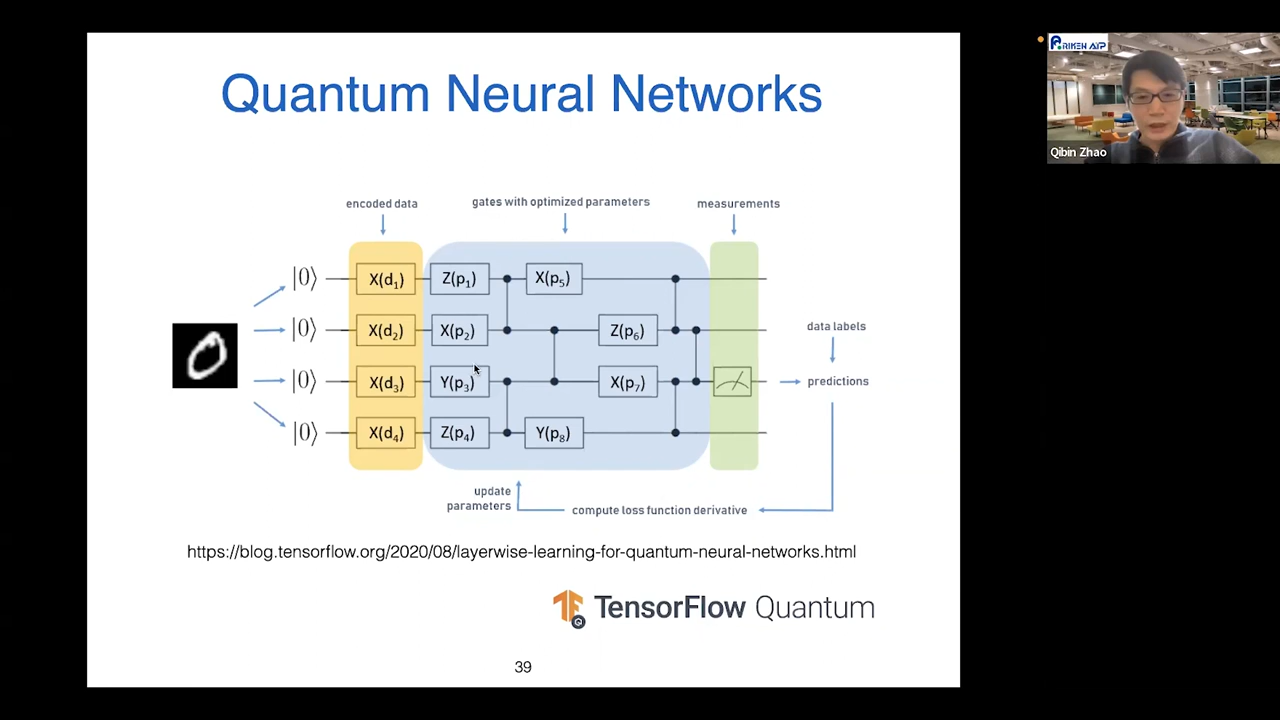 Quantum Neural Networks
encoded data
gates with optimized parameters
measurements
|0⟩ X(d₁) Z(p₁) X(p₅)
|0⟩ X(d₂) X(p₂) Z(p₆)
|0⟩ X(d₃) Y(p₃) X(p₇)
|0⟩ X(d₄) Z(p₄) Y(p₈)
data labels
predictions
update
parameters
compute loss function derivative
https://blog.tensorflow.org/2020/08/layerwise-learning-for-quantum-neural-networks.html
TensorFlow Quantum
39
RIKEN AIP
Qibin Zhao